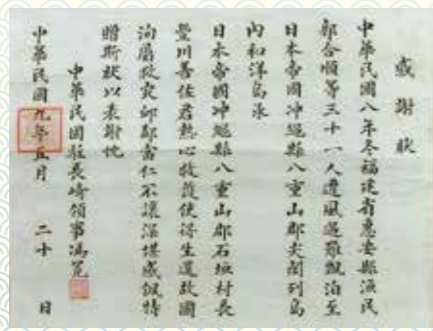 感謝狀
中華民國八年冬福建省惠安縣漁民
郭合順等三十一人遭風遇難飄泊至
日本帝國沖繩縣八重山郡尖閣列島
內和洋島承
日本帝國沖繩縣八重山郡石垣村長
豐川善佐君熱心救護使得生還故國
洵屬救災卹鄰當仁不讓深堪感佩特
贈斯狀以表謝忱
中華民國駐長崎領事馮冕
中華民國九年五月 二十 日